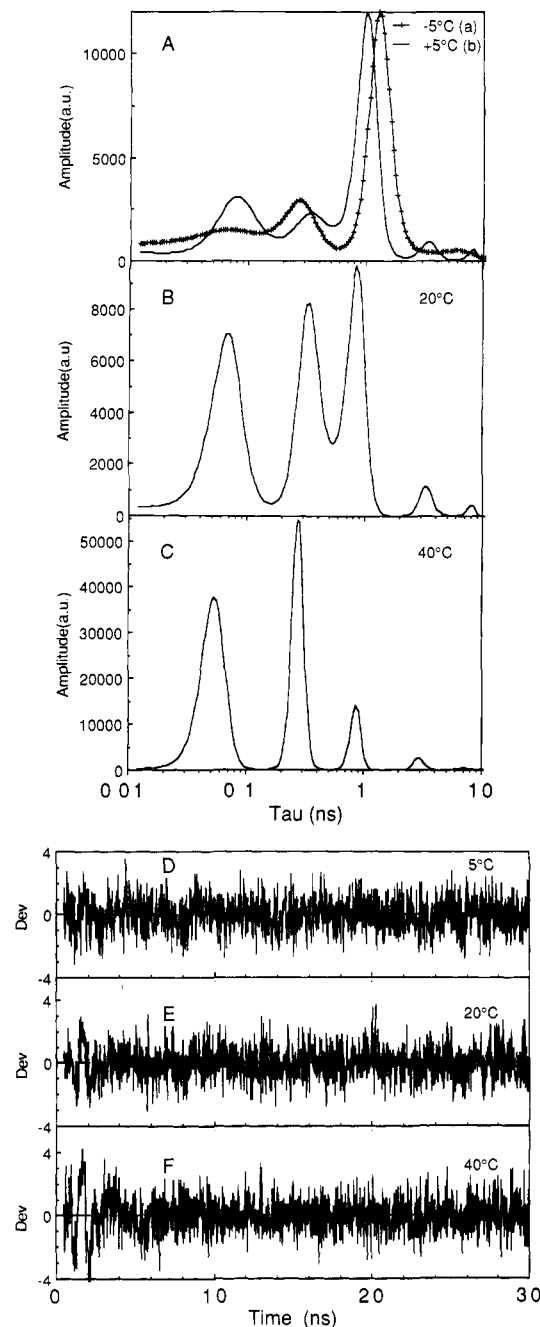 A
-5°C (a)
+5°C (b)
Amplitude(a.u.)
10000
5000
0
B
20°C
Amplitude(a.u)
8000
6000
4000
2000
0
C
40°C
Amplitude(a.u.)
50000
40000
30000
20000
10000
0
0 01 0 1 1 10
Tau (ns)
D
5°C
Dev
4
0
-4
E
20°C
Dev
4
0
-4
F
40°C
Dev
4
0
-4
0 10 20 30
Time (ns)